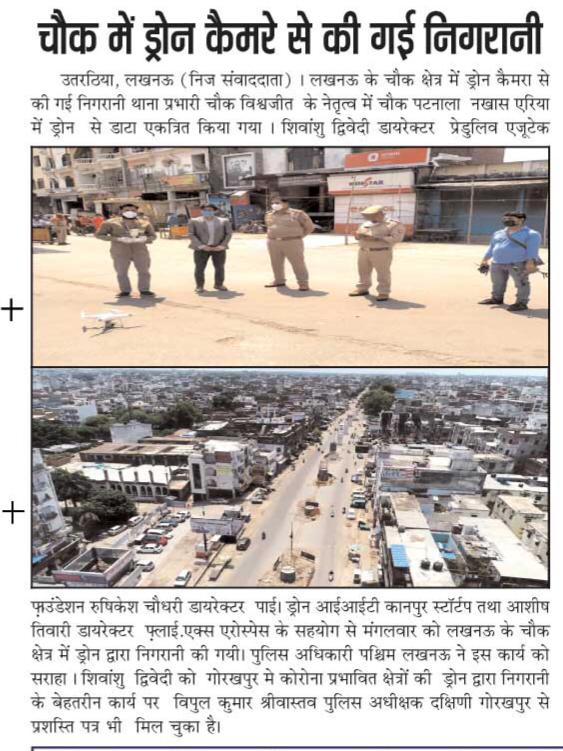 चौक में ड्रोन कैमरे से की गई निगरानी
उतरठिया, लखनऊ (निज संवाददाता) । लखनऊ के चौक क्षेत्र में ड्रोन कैमरा से
की गई निगरानी थाना प्रभारी चौक विश्वजीत के नेतृत्व में चौक पटनाला नखास एरिया
में ड्रोन से डाटा एकत्रित किया गया । शिवांशु द्विवेदी डायरेक्टर प्रेडुलिव एजूटेक
फउंडेशन रुषिकेश चौधरी डायरेक्टर पाई। ड्रोन आईआईटी कानपुर स्टॉर्टप तथा आशीष
तिवारी डायरेक्टर फ्लाई.एक्स एरोस्पेस के सहयोग से मंगलवार को लखनऊ के चौक
क्षेत्र में ड्रोन द्वारा निगरानी की गयी। पुलिस अधिकारी पश्चिम लखनऊ ने इस कार्य को
सराहा । शिवांशु द्विवेदी को गोरखपुर मे कोरोना प्रभावित क्षेत्रों की ड्रोन द्वारा निगरानी
के बेहतरीन कार्य पर विपुल कुमार श्रीवास्तव पुलिस अधीक्षक दक्षिणी गोरखपुर से
प्रशस्ति पत्र भी मिल चुका है।